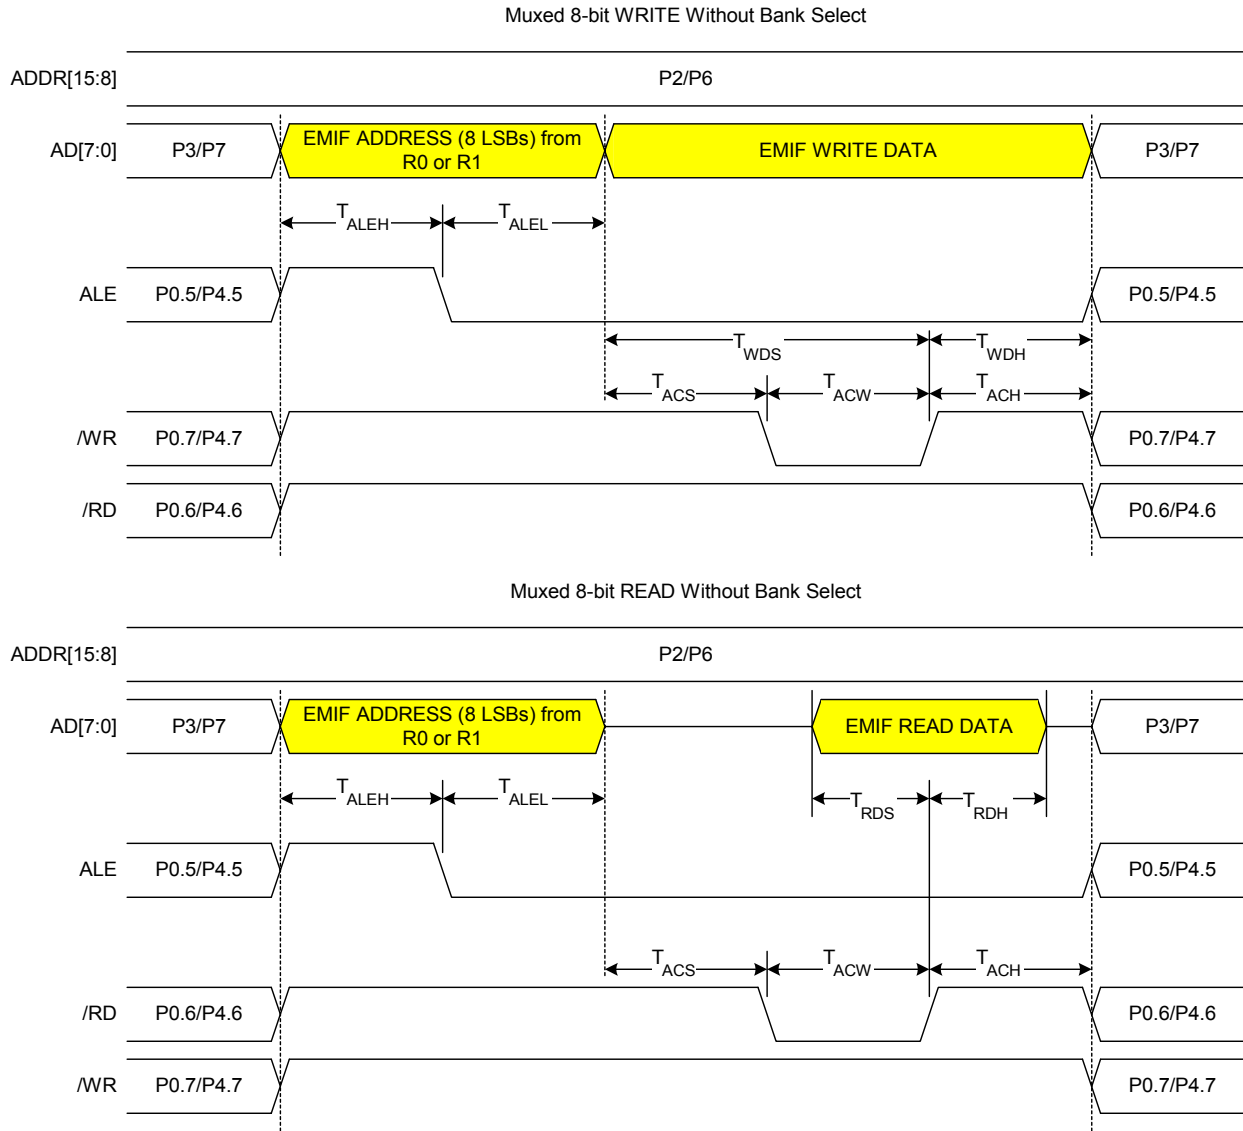 Muxed 8-bit WRITE Without Bank Select
ADDR[15:8] P2/P6
AD[7:0] P3/P7 EMIF ADDRESS (8 LSBs) from EMIF WRITE DATA P3/P7
R0 or R1
TALEH TALEL
ALE P0.5/P4.5 P0.5/P4.5
TWDS TWDH
TACS TACW TACH
/WR P0.7/P4.7 P0.7/P4.7
/RD P0.6/P4.6 P0.6/P4.6
Muxed 8-bit READ Without Bank Select
ADDR[15:8] P2/P6
AD[7:0] P3/P7 EMIF ADDRESS (8 LSBs) from EMIF READ DATA P3/P7
R0 or R1
TALEH TALEL TRDS TRDH
ALE P0.5/P4.5 P0.5/P4.5
TACS TACW TACH
/RD P0.6/P4.6 P0.6/P4.6
/WR P0.7/P4.7 P0.7/P4.7